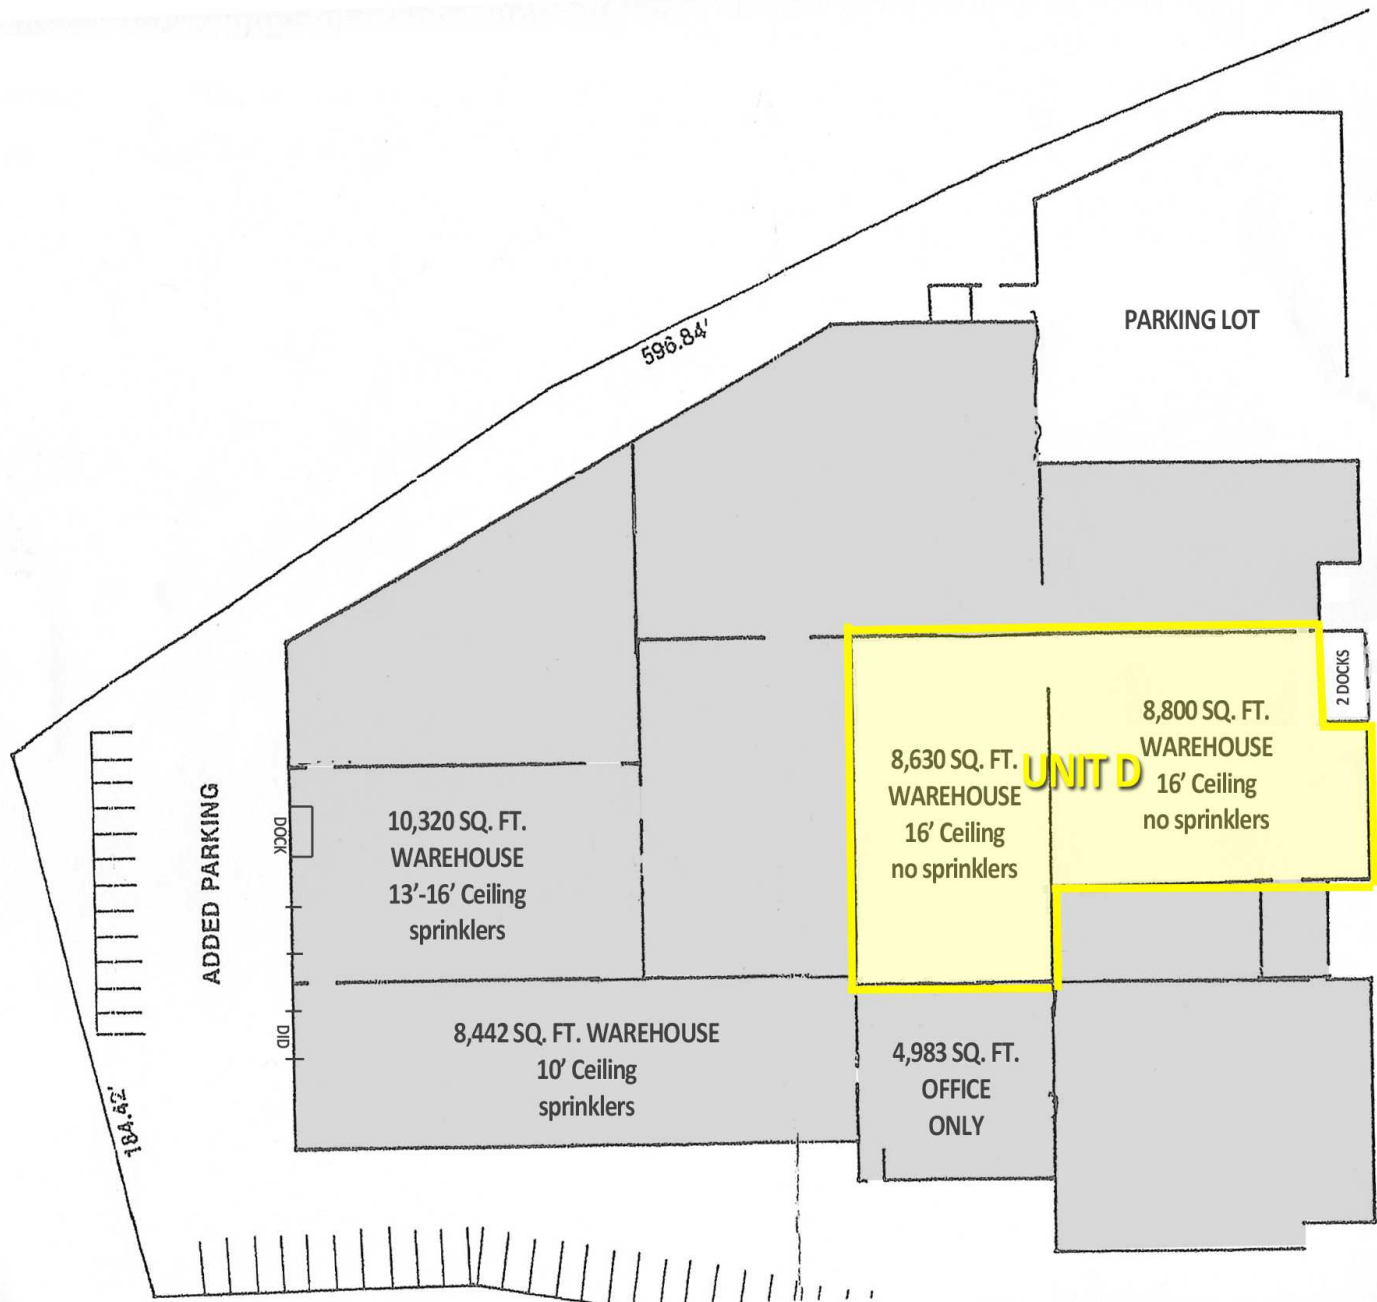 596.84'
PARKING LOT
2 DOCKS
8,800 SQ. FT.
WAREHOUSE
16' Ceiling
no sprinklers
UNIT D
8,630 SQ. FT.
WAREHOUSE
16' Ceiling
no sprinklers
ADDED PARKING
DOCK
10,320 SQ. FT.
WAREHOUSE
13'-16' Ceiling
sprinklers
DID
8,442 SQ. FT. WAREHOUSE
10' Ceiling
sprinklers
4,983 SQ. FT.
OFFICE
ONLY
184.42'